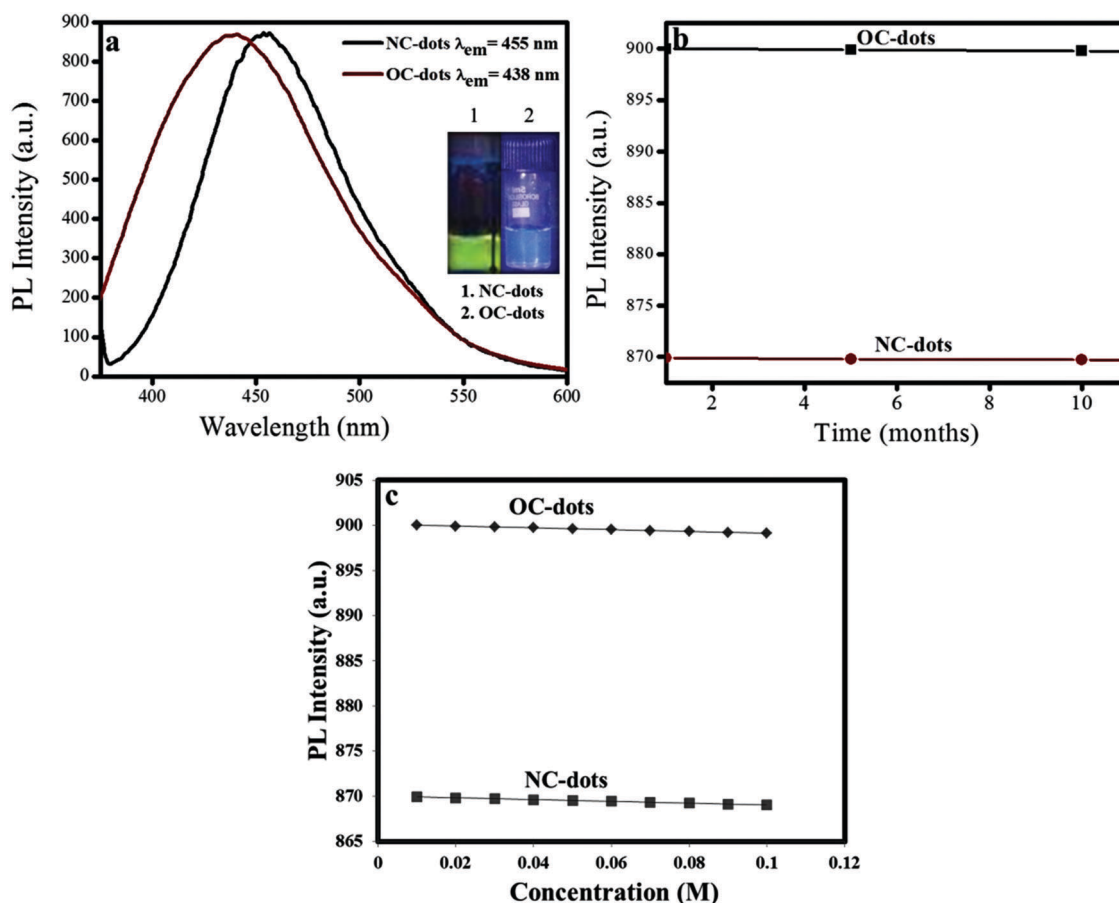 a
NC-dots λem= 455 nm
OC-dots λem= 438 nm
1 2
1. NC-dots
2. OC-dots
900
800
700
600
500
400
300
200
100
0
400 450 500 550 600
PL Intensity (a.u.)
Wavelength (nm)
b
OC-dots
NC-dots
900
895
890
885
880
875
870
2 4 6 8 10
PL Intensity (a.u.)
Time (months)
c
OC-dots
NC-dots
905
900
895
890
885
880
875
870
865
0 0.02 0.04 0.06 0.08 0.1 0.12
PL Intensity (a.u.)
Concentration (M)